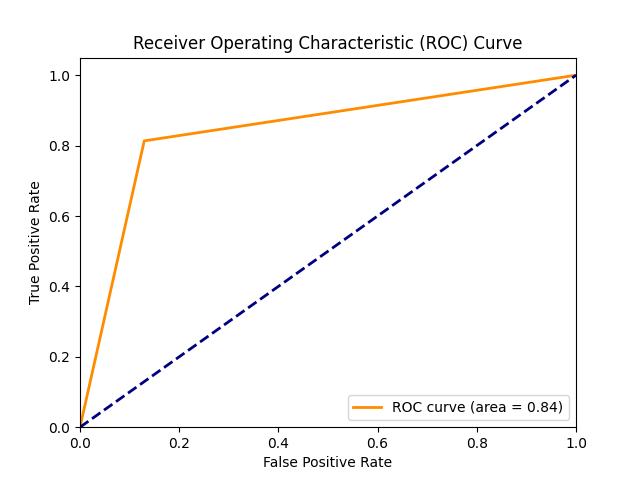 Receiver Operating Characteristic (ROC) Curve
1.0
0.8
0.6
0.4
0.2
0.0
True Positive Rate
ROC curve (area = 0.84)
0.0 0.2 0.4 0.6 0.8 1.0
False Positive Rate